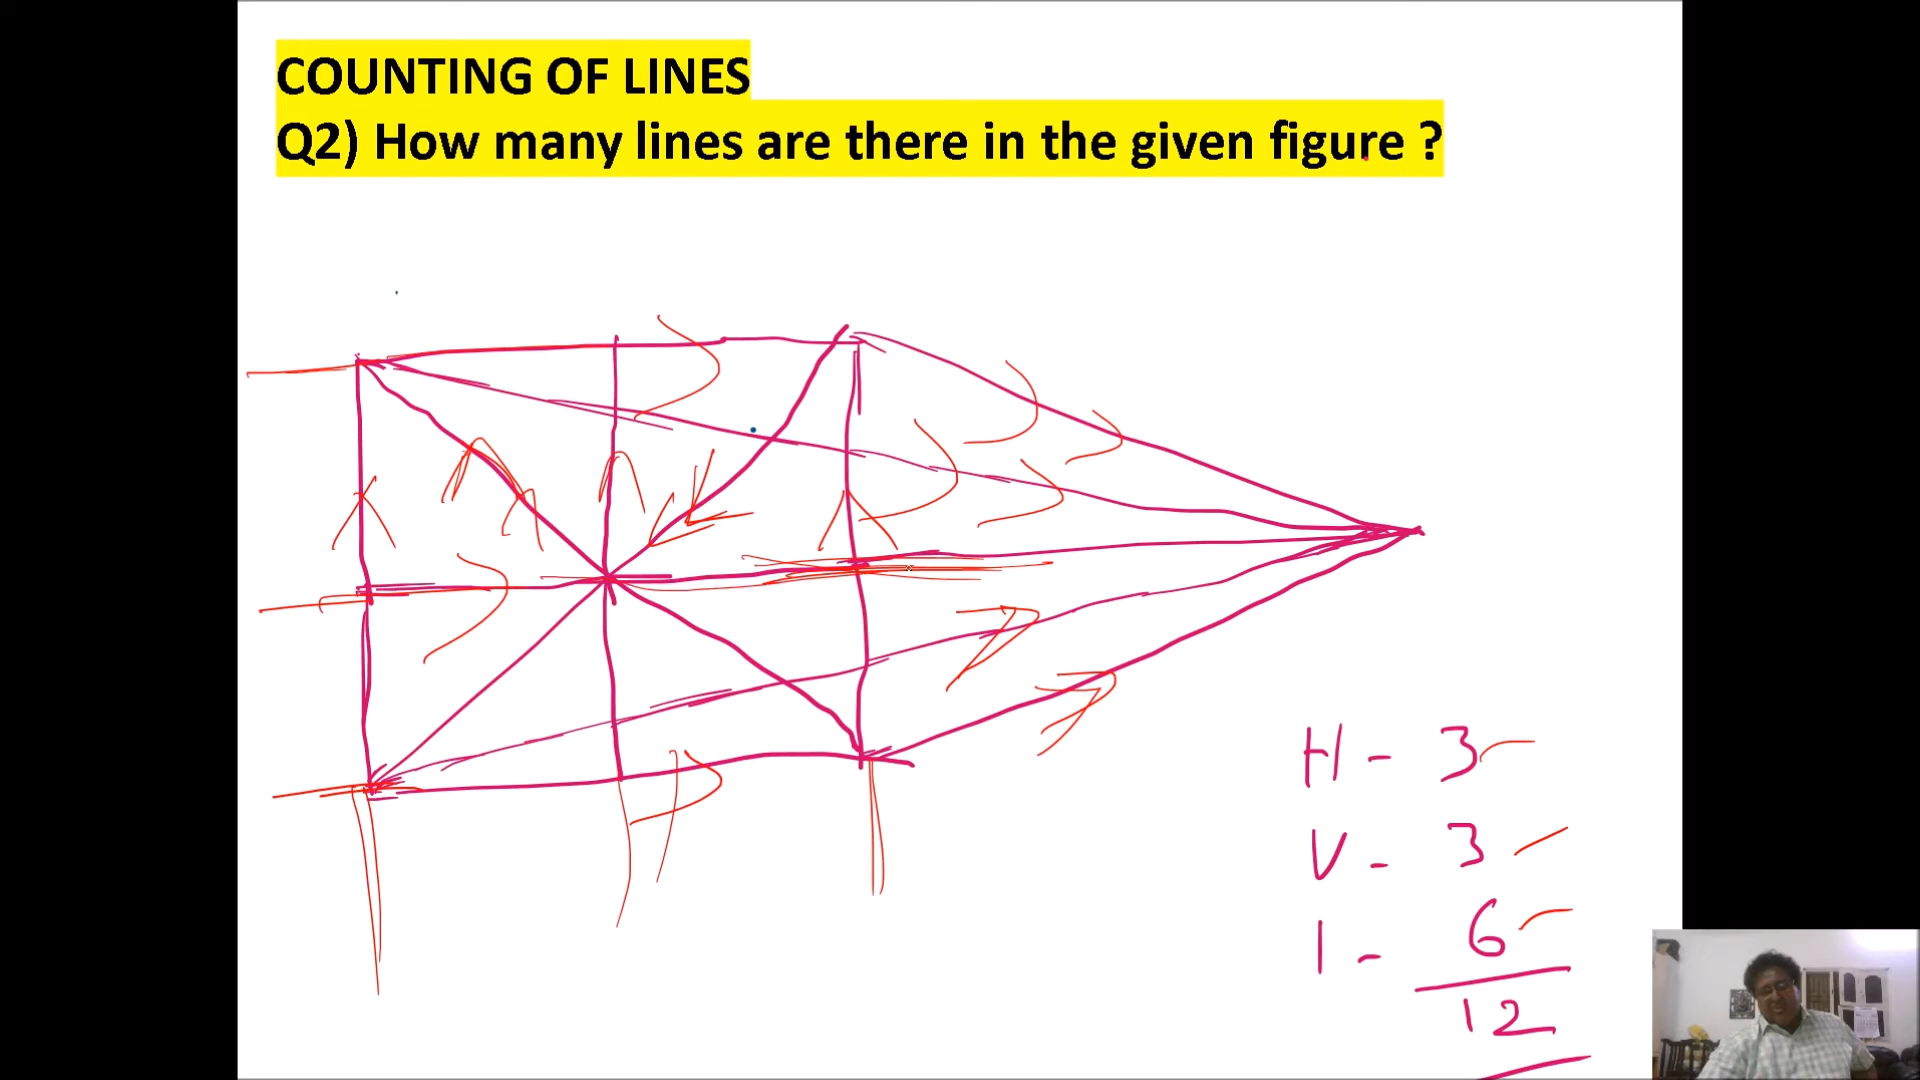 COUNTING OF LINES
Q2) How many lines are there in the given figure ?
H - 3
V - 3
I - 6
12